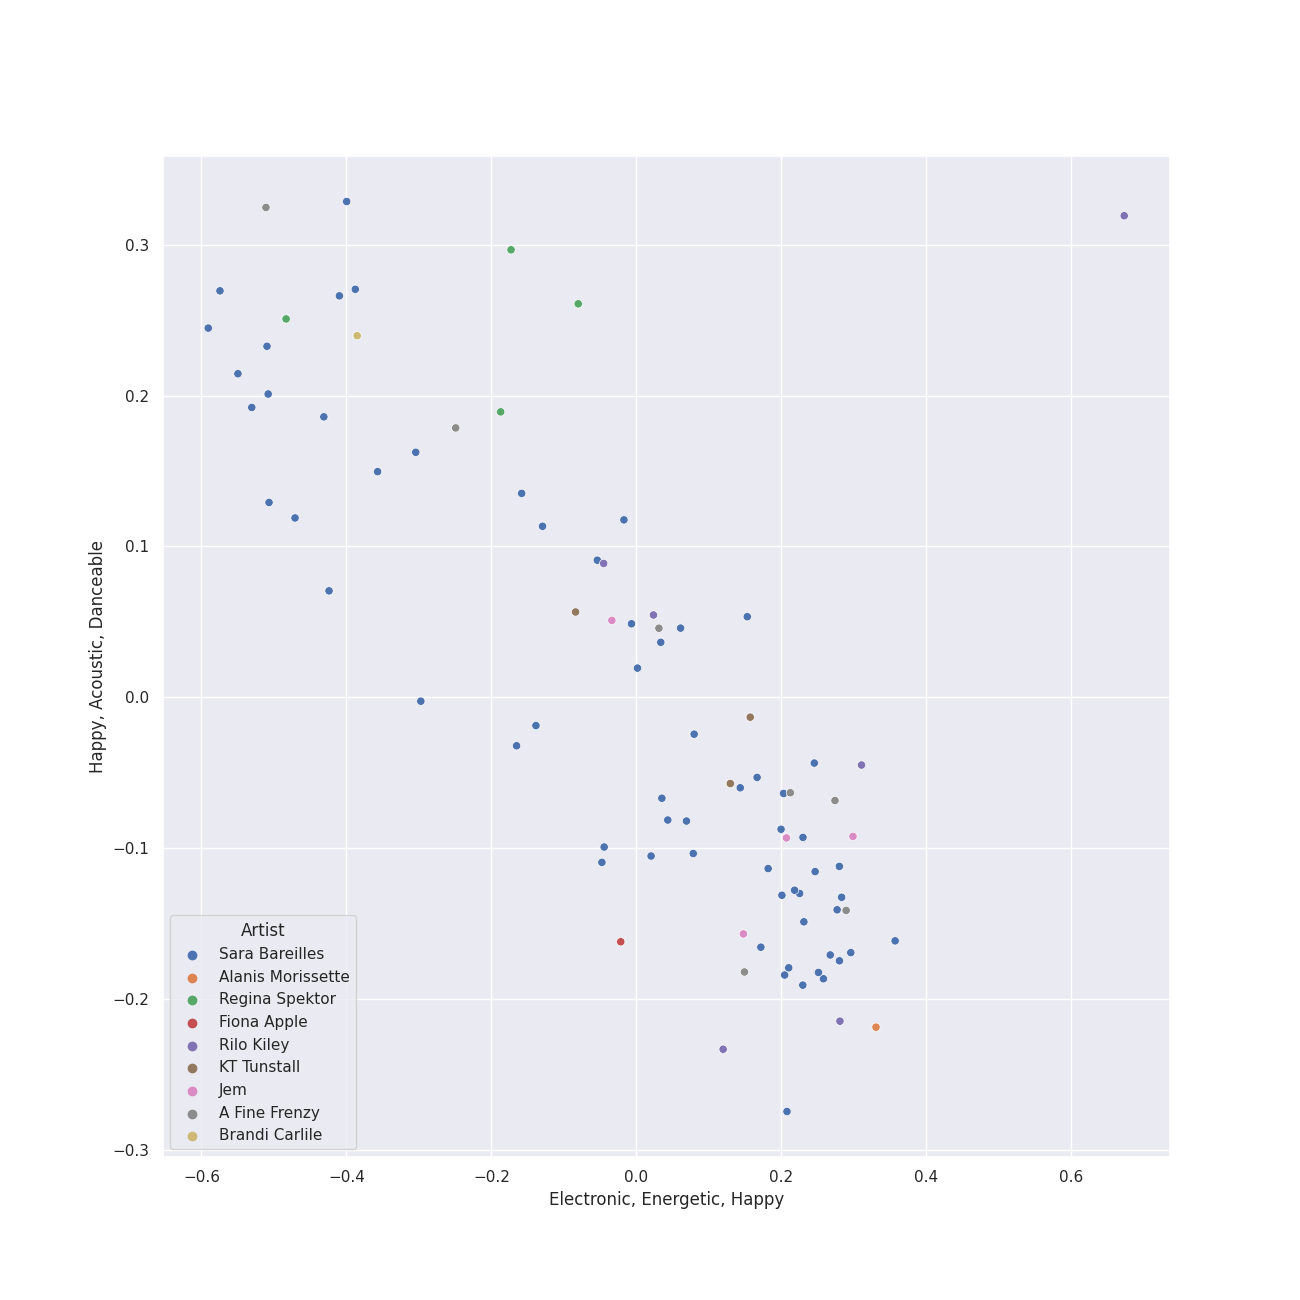 0.3
0.2
0.1
0.0
−0.1
−0.2
−0.3
Happy, Acoustic, Danceable
Artist
Sara Bareilles
Alanis Morissette
Regina Spektor
Fiona Apple
Rilo Kiley
KT Tunstall
Jem
A Fine Frenzy
Brandi Carlile
−0.6 −0.4 −0.2 0.0 0.2 0.4 0.6
Electronic, Energetic, Happy